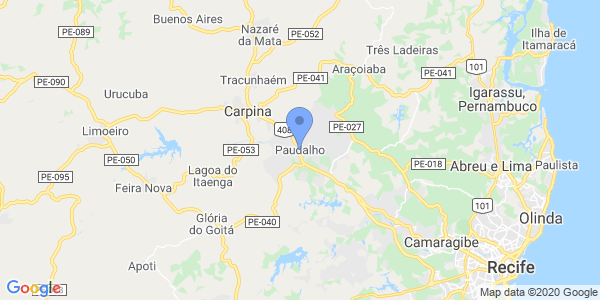 Buenos Aires
Nazaré
da Mata
PE-089
PE-052
Ilha de
Itamaracá
Três Ladeiras
PE-090
Tracunhaém
PE-041
Araçoiaba
PE-041
101
Igarassu,
Pernambuco
Urucuba
Carpina
Limoeiro
408
PE-027
PE-050
PE-053
Paudalho
PE-018
Abreu e Lima
Paulista
PE-095
Lagoa do
Itaenga
Feira Nova
101
Olinda
Glória
do Goitá
PE-040
Camaragibe
Apoti
Recife
Google
Map data ©2020 Google